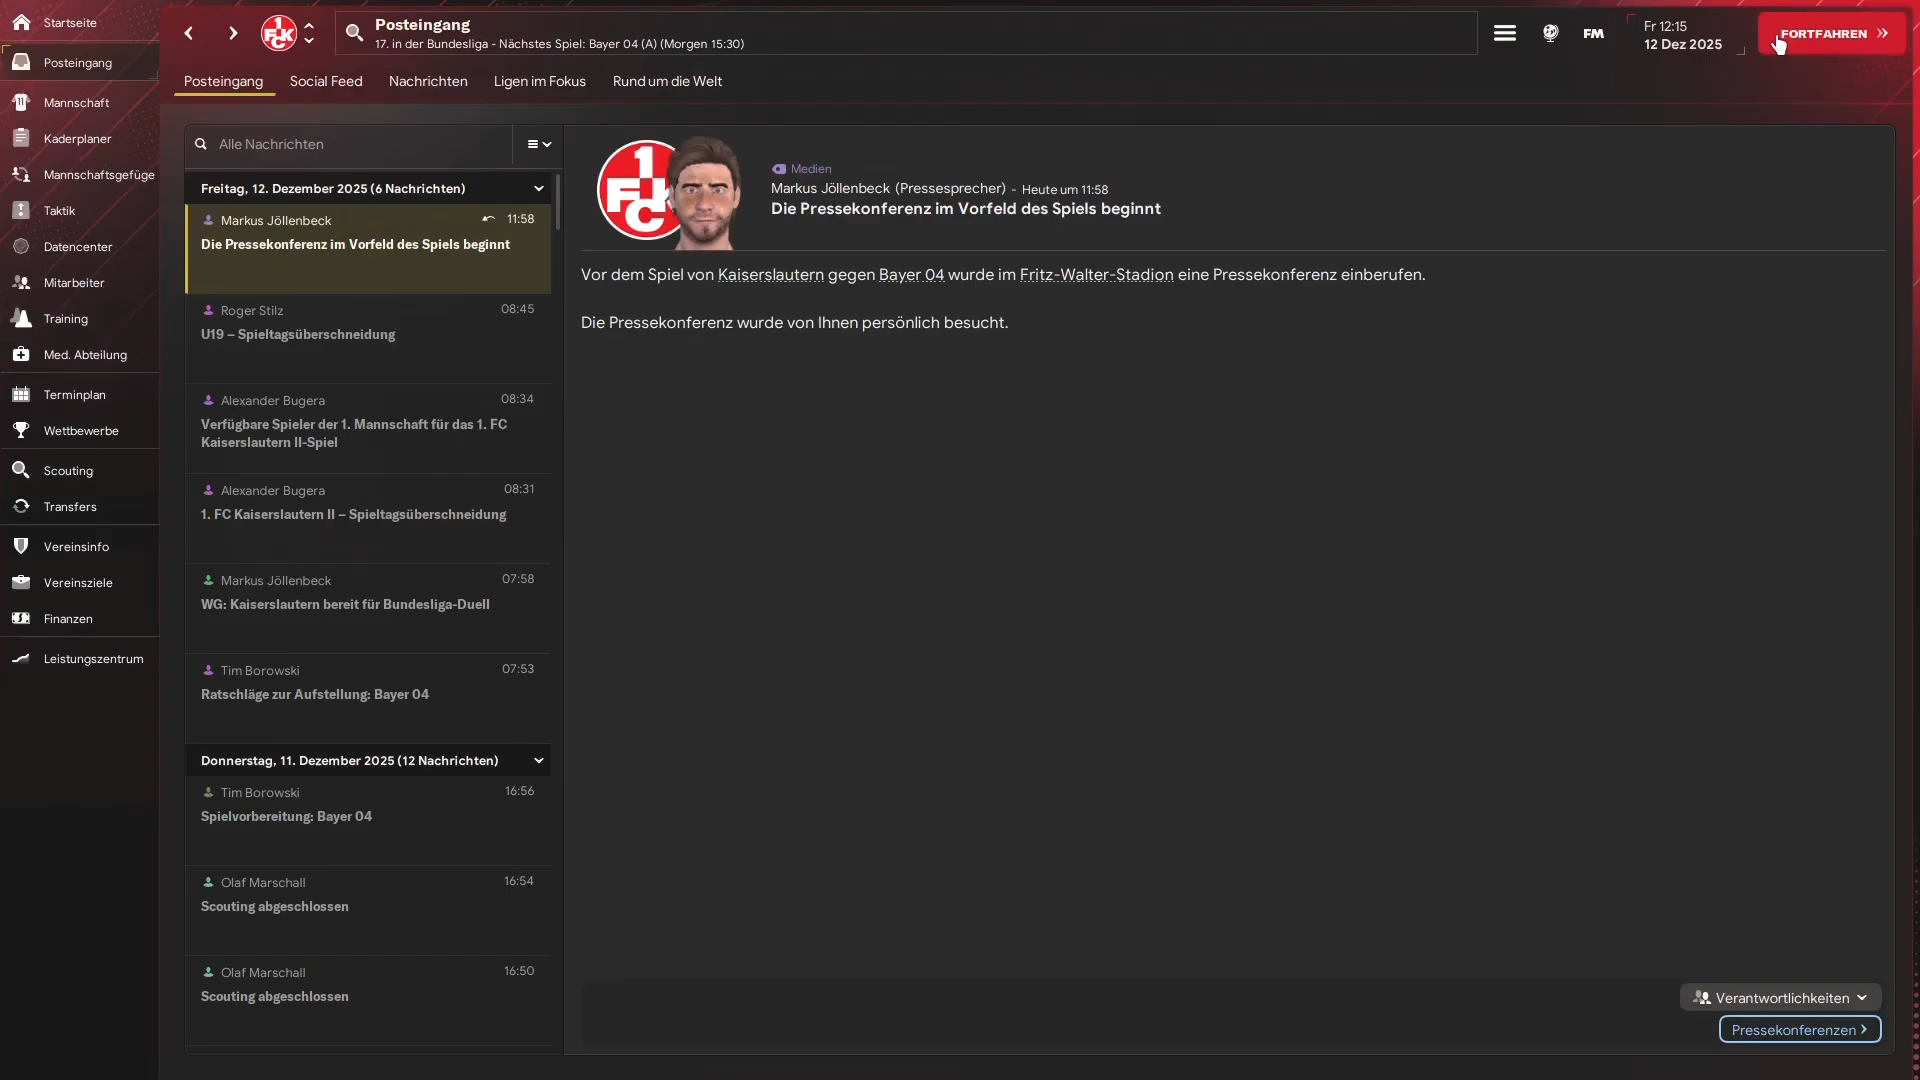 Startseite
Posteingang
Mannschaft
Kaderplaner
Mannschaftsgefüge
Taktik
Datencenter
Mitarbeiter
Training
Med. Abteilung
Terminplan
Wettbewerbe
Scouting
Transfers
Vereinsinfo
Vereinsziele
Finanzen
Leistungszentrum
1
FCK
Posteingang
17. in der Bundesliga - Nächstes Spiel: Bayer 04 (A) (Morgen 15:30)
FM
Fr 12:15
12 Dez 2025
FORTFAHREN
Posteingang Social Feed Nachrichten Ligen im Fokus Rund um die Welt
Alle Nachrichten
Freitag, 12. Dezember 2025 (6 Nachrichten)
Markus Jöllenbeck 11:58
Die Pressekonferenz im Vorfeld des Spiels beginnt
Roger Stilz 08:45
U19 – Spieltagsüberschneidung
Alexander Bugera 08:34
Verfügbare Spieler der 1. Mannschaft für das 1. FC
Kaiserslautern II-Spiel
Alexander Bugera 08:31
1. FC Kaiserslautern II – Spieltagsüberschneidung
Markus Jöllenbeck 07:58
WG: Kaiserslautern bereit für Bundesliga-Duell
Tim Borowski 07:53
Ratschläge zur Aufstellung: Bayer 04
Donnerstag, 11. Dezember 2025 (12 Nachrichten)
Tim Borowski 16:56
Spielvorbereitung: Bayer 04
Olaf Marschall 16:54
Scouting abgeschlossen
Olaf Marschall 16:50
Scouting abgeschlossen
1
FCK
Medien
Markus Jöllenbeck (Pressesprecher) - Heute um 11:58
Die Pressekonferenz im Vorfeld des Spiels beginnt
Vor dem Spiel von Kaiserslautern gegen Bayer 04 wurde im Fritz-Walter-Stadion eine Pressekonferenz einberufen.
Die Pressekonferenz wurde von Ihnen persönlich besucht.
Verantwortlichkeiten
Pressekonferenzen